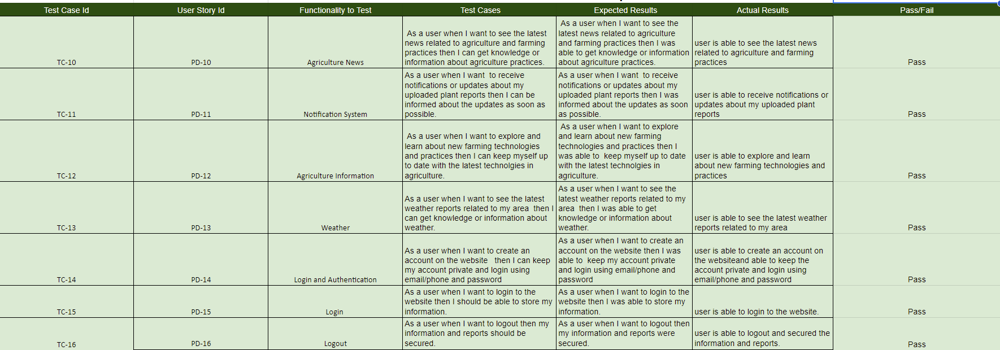 Test Case Id
User Story Id
Functionality to Test
Test Cases
Expected Results
Actual Results
Pass/Fail
TC-10
PD-10
Agriculture News
As a user when I want to see the latest
news related to agriculture and farming
practices then I can get knowledge or
information about agriculture practices.
As a user when I want to see the
latest news related to agriculture
and farming practices then I was
able to get knowledge or information
about agriculture practices.
user is able to see the latest news
related to agriculture and farming
practices
Pass
TC-11
PD-11
Notification System
As a user when I want  to receive
notifications or updates about my
uploaded plant reports then I can be
informed about the updates as soon as
possible.
As a user when I want  to receive
notifications or updates about my
uploaded plant reports then I was
informed about the updates as soon
as possible.
user is able to receive notifications or
updates about my uploaded plant
reports
Pass
TC-12
PD-12
Agriculture Information
As a user when I want to explore and
learn about new farming technologies
and practices then I can keep myself up
to date with the latest technolgies in
agriculture.
As a user when I want to explore
and learn about new farming
technologies and practices then I
was able to  keep myself up to date
with the latest technolgies in
agriculture.
user is able to explore and learn
about new farming technologies and
practices
Pass
TC-13
PD-13
Weather
As a user when I want to see the latest
weather reports related to my area  then I
can get knowledge or information about
weather.
As a user when I want to see the
latest weather reports related to my
area  then I was able to get
knowledge or information about
weather.
user is able to see the latest weather
reports related to my area
Pass
TC-14
PD-14
Login and Authentication
As a user when I want to create an
account on the website   then I can keep
my account private and login using
email/phone and password
As a user when I want to create an
account on the website then I was
able to  keep my account private
and login using email/phone and
password
user is able to create an account on
the websiteand able to keep the
account private and login using
email/phone and password
Pass
TC-15
PD-15
Login
As a user when I want to login to the
website then I should be able to store my
information.
As a user when I want to login to the
website then I was able to store my
information.
user is able to login to the website.
Pass
TC-16
PD-16
Logout
As a user when I want to logout then my
information and reports should be
secured.
As a user when I want to logout then
my information and reports were
secured.
user is able to logout and secured the
information and reports.
Pass